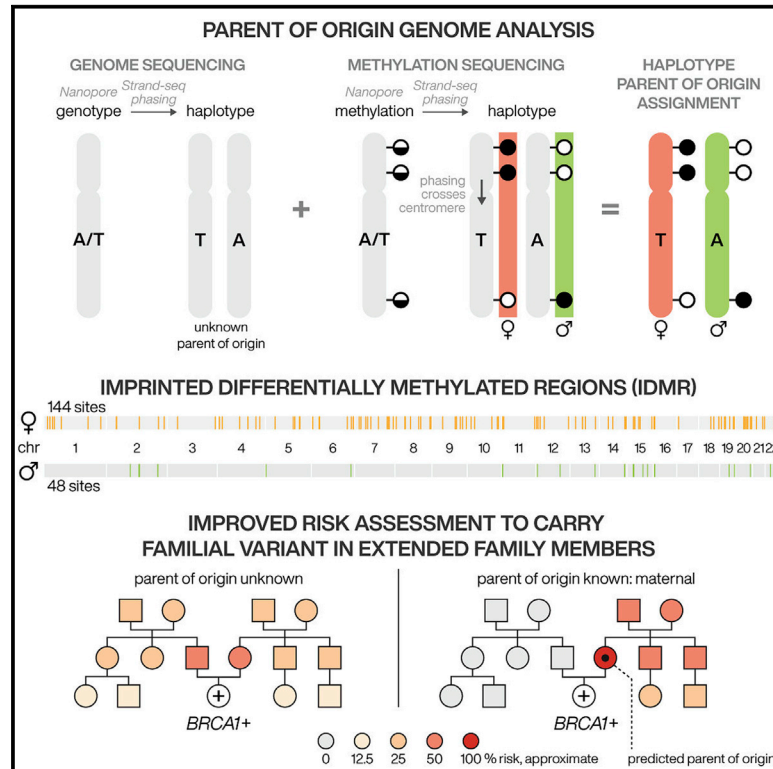 PARENT OF ORIGIN GENOME ANALYSIS
GENOME SEQUENCING
Nanopore Strand-seq phasing
genotype haplotype
A/T
T A
unknown
parent of origin
+
METHYLATION SEQUENCING
Nanopore Strand-seq phasing
methylation haplotype
phasing
crosses
centromere
A/T
T A
♀ ♂
=
HAPLOTYPE
PARENT OF ORIGIN
ASSIGNMENT
T A
♀ ♂
IMPRINTED DIFFERENTIALLY METHYLATED REGIONS (IDMR)
♀ 144 sites
chr 1 2 3 4 5 6 7 8 9 10 11 12 13 14 15 16 17 18 19 20 21 2
♂
48 sites
IMPROVED RISK ASSESSMENT TO CARRY
FAMILIAL VARIANT IN EXTENDED FAMILY MEMBERS
parent of origin unknown
+
BRCA1+
parent of origin known: maternal
+
BRCA1+
0 12.5 25 50 100 % risk, approximate
predicted parent of origin